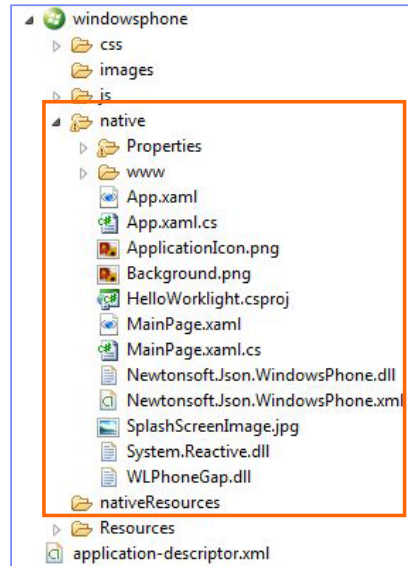 windowsphone
css
images
js
native
Properties
www
App.xaml
App.xaml.cs
ApplicationIcon.png
Background.png
HelloWorklight.csproj
MainPage.xaml
MainPage.xaml.cs
Newtonsoft.Json.WindowsPhone.dll
Newtonsoft.Json.WindowsPhone.xml
SplashScreenImage.jpg
System.Reactive.dll
WLPhoneGap.dll
nativeResources
Resources
application-descriptor.xml